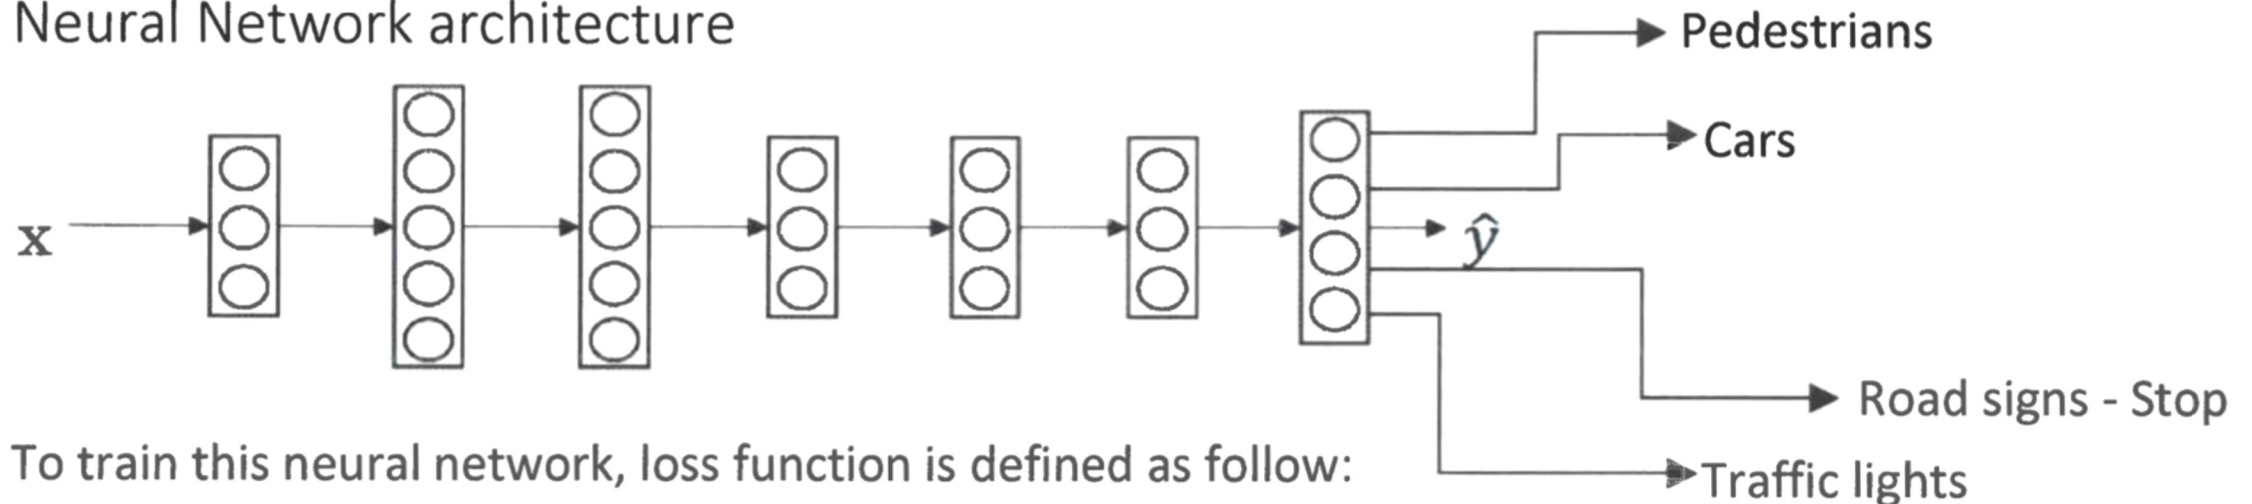 Neural Network architecture
Pedestrians
Cars
x
ŷ
Road signs - Stop
To train this neural network, loss function is defined as follow:
Traffic lights